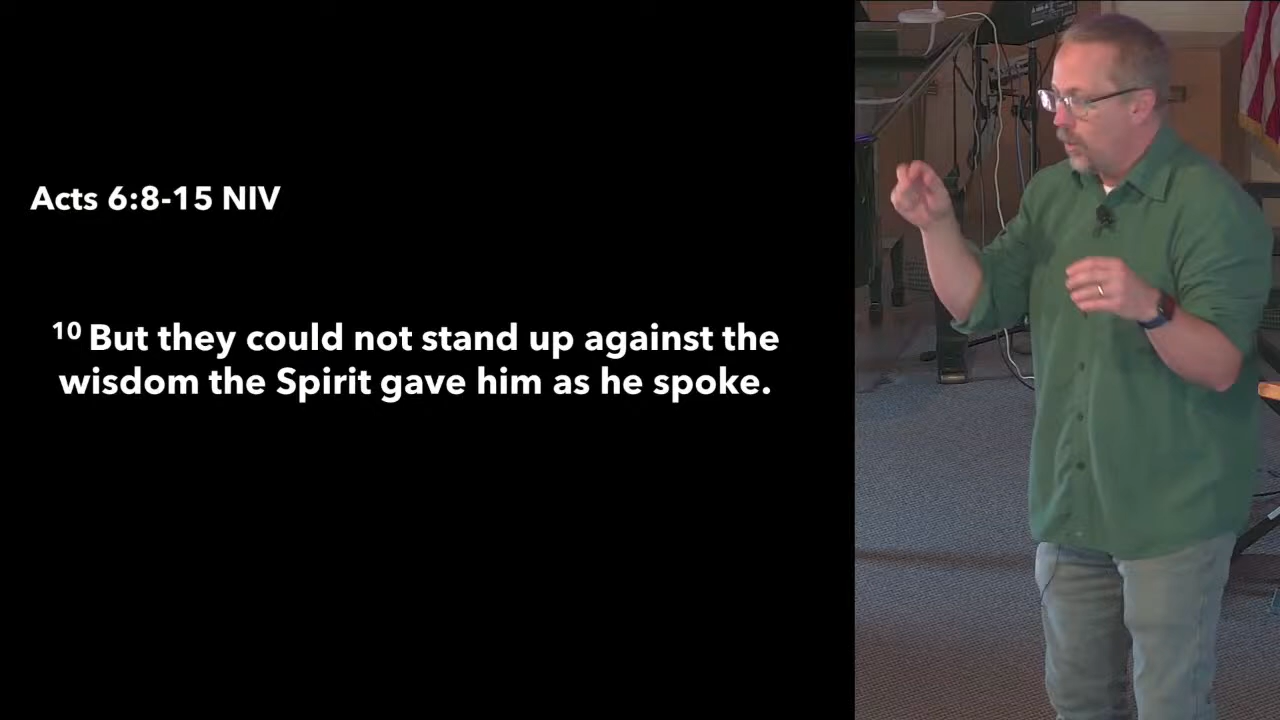 Acts 6:8-15 NIV
10 But they could not stand up against the
wisdom the Spirit gave him as he spoke.